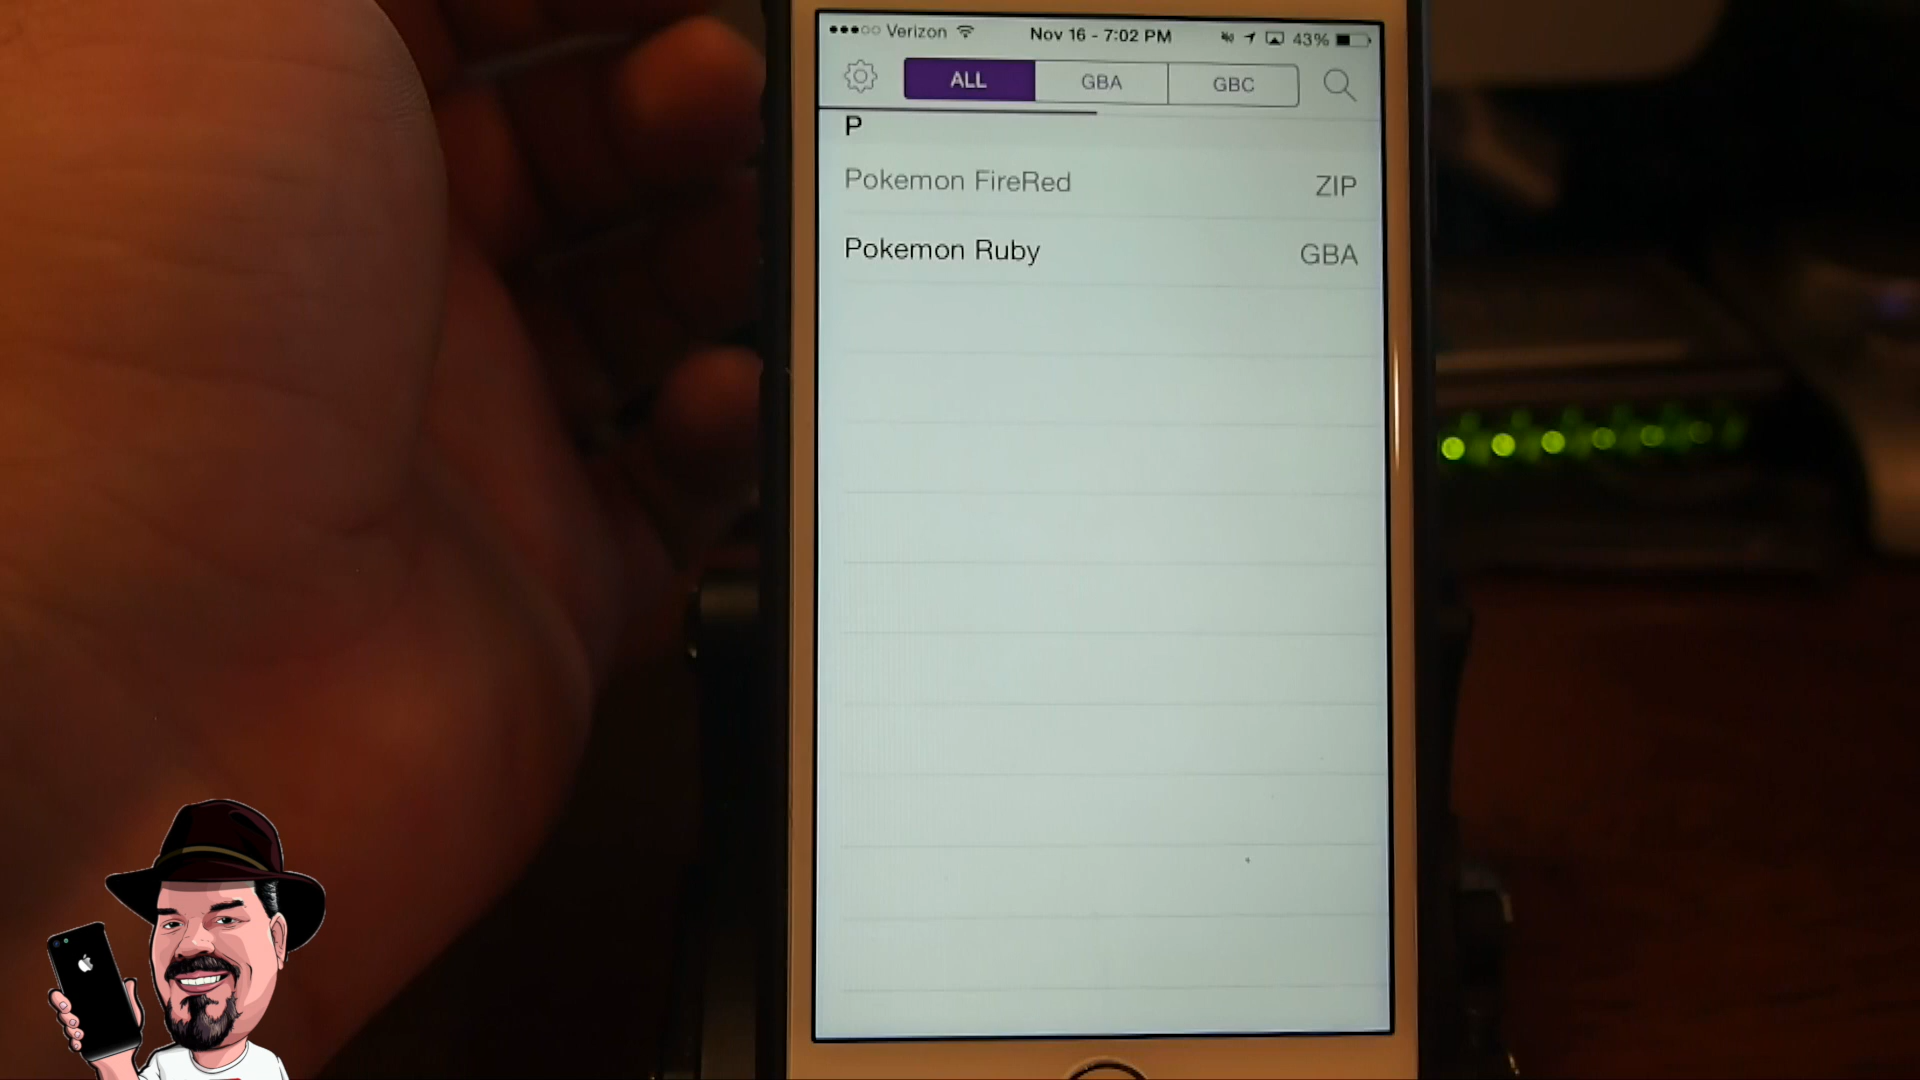 Verizon Nov 16 - 7:02 PM 43%
ALL GBA GBC
P
Pokemon FireRed ZIP
Pokemon Ruby GBA